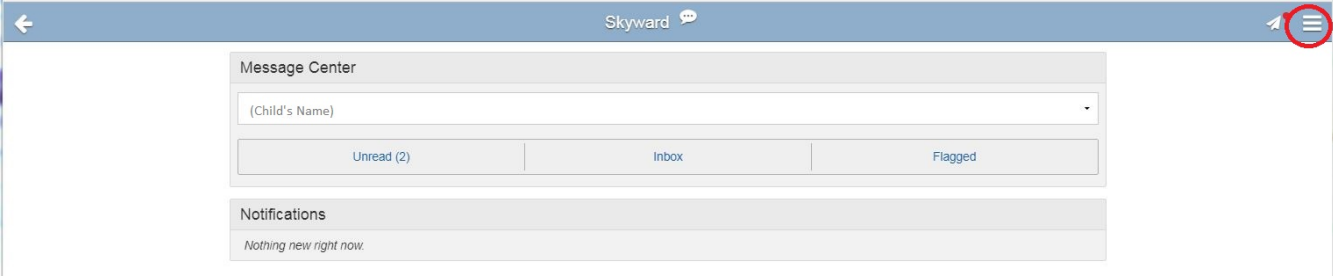 Skyward
Message Center
(Child's Name)
Unread (2) Inbox Flagged
Notifications
Nothing new right now.